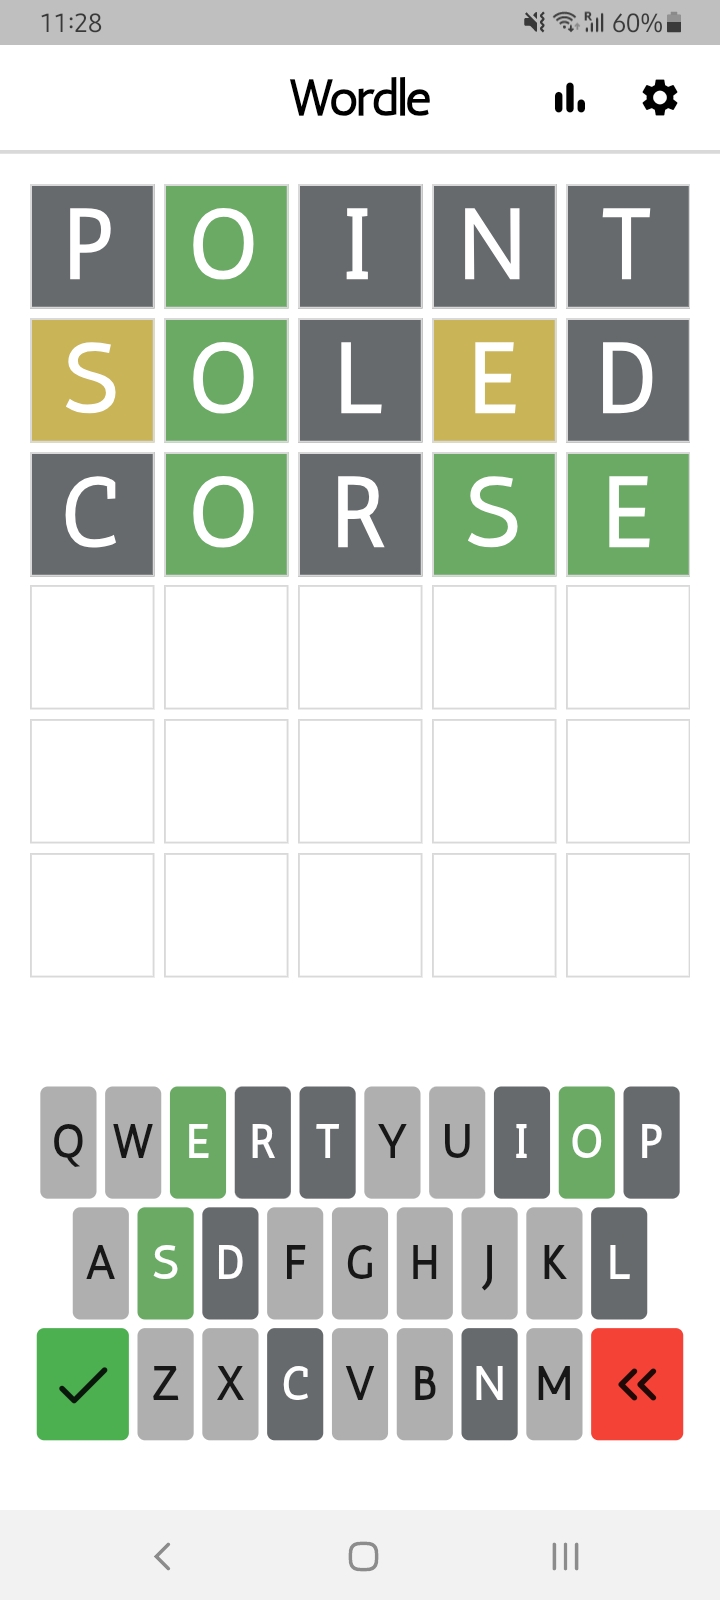 11:28 R 60%
Wordle
P O I N T
S O L E D
C O R S E
Q W E R T Y U I O P
A S D F G H J K L
Z X C V B N M